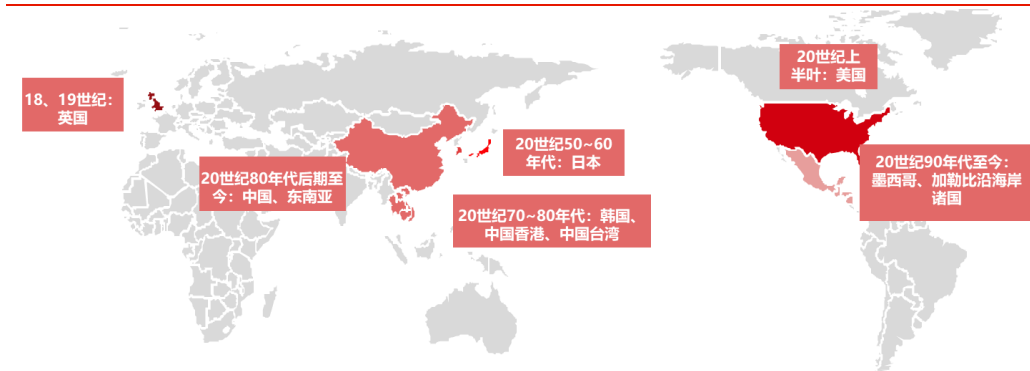 18、19世纪：
英国
20世纪80年代后期至
今：中国、东南亚
20世纪50~60
年代：日本
20世纪70~80年代：韩国、
中国香港、中国台湾
20世纪上
半叶：美国
20世纪90年代至今：
墨西哥、加勒比沿海岸
诸国